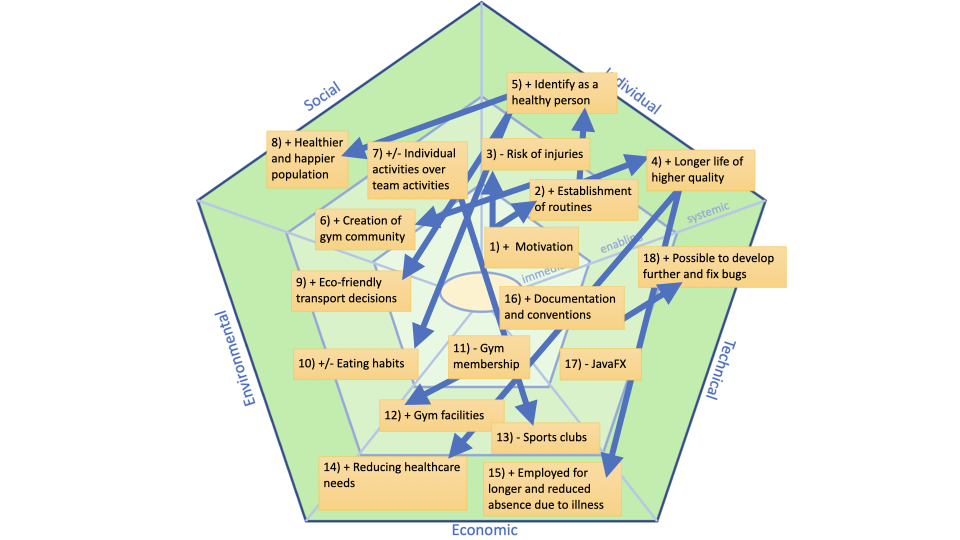 Social
Individual
5) + Identify as a
healthy person
8) + Healthier
and happier
population
7) +/- Individual
activities over
team activities
3) - Risk of injuries
4) + Longer life of
higher quality
2) + Establishment
of routines
6) + Creation of
gym community
systemic
enabling
1) +  Motivation
immediate
18) + Possible to develop
further and fix bugs
9) + Eco-friendly
transport decisions
16) + Documentation
and conventions
Environmental
Technical
10) +/- Eating habits
11) - Gym
membership
17) - JavaFX
12) + Gym facilities
13) - Sports clubs
14) + Reducing healthcare
needs
15) + Employed for
longer and reduced
absence due to illness
Economic